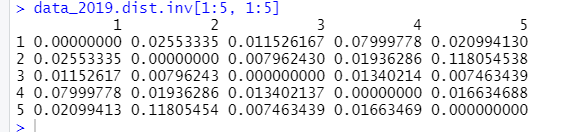 > data_2019.dist.inv[1:5, 1:5]
1 2 3 4 5
1 0.00000000 0.02553335 0.011526167 0.07999778 0.020994130
2 0.02553335 0.00000000 0.007962430 0.01936286 0.118054538
3 0.01152617 0.00796243 0.000000000 0.01340214 0.007463439
4 0.07999778 0.01936286 0.013402137 0.00000000 0.016634688
5 0.02099413 0.11805454 0.007463439 0.01663469 0.000000000
>